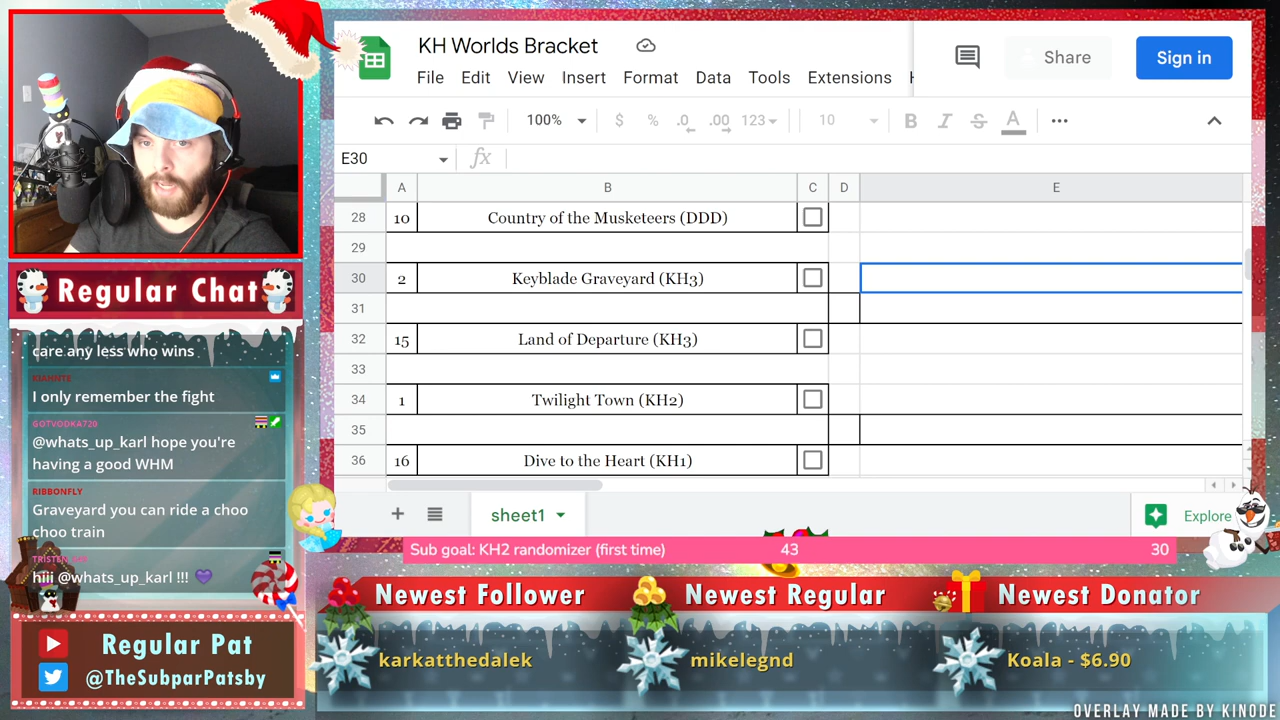 KH Worlds Bracket
File Edit View Insert Format Data Tools Extensions
Share
Sign in
100% $ % .0 .00 123 10 B I S A
E30 fx
A B C D E
28 10 Country of the Musketeers (DDD)
29
30 2 Keyblade Graveyard (KH3)
31
32 15 Land of Departure (KH3)
33
34 1 Twilight Town (KH2)
35
36 16 Dive to the Heart (KH1)
sheet1
Explore
Regular Chat
care any less who wins
I only remember the fight
GOTVODKA720
@whats_up_karl hope you're
having a good WHM
RIBBONFLY
Graveyard you can ride a choo
choo train
hiii @whats_up_karl !!!
Sub goal: KH2 randomizer (first time) 43 30
Newest Follower Newest Regular Newest Donator
karkatthedalek mikelegnd Koala - $6.90
Regular Pat
@TheSubparPatsby
OVERLAY MADE BY KINODE